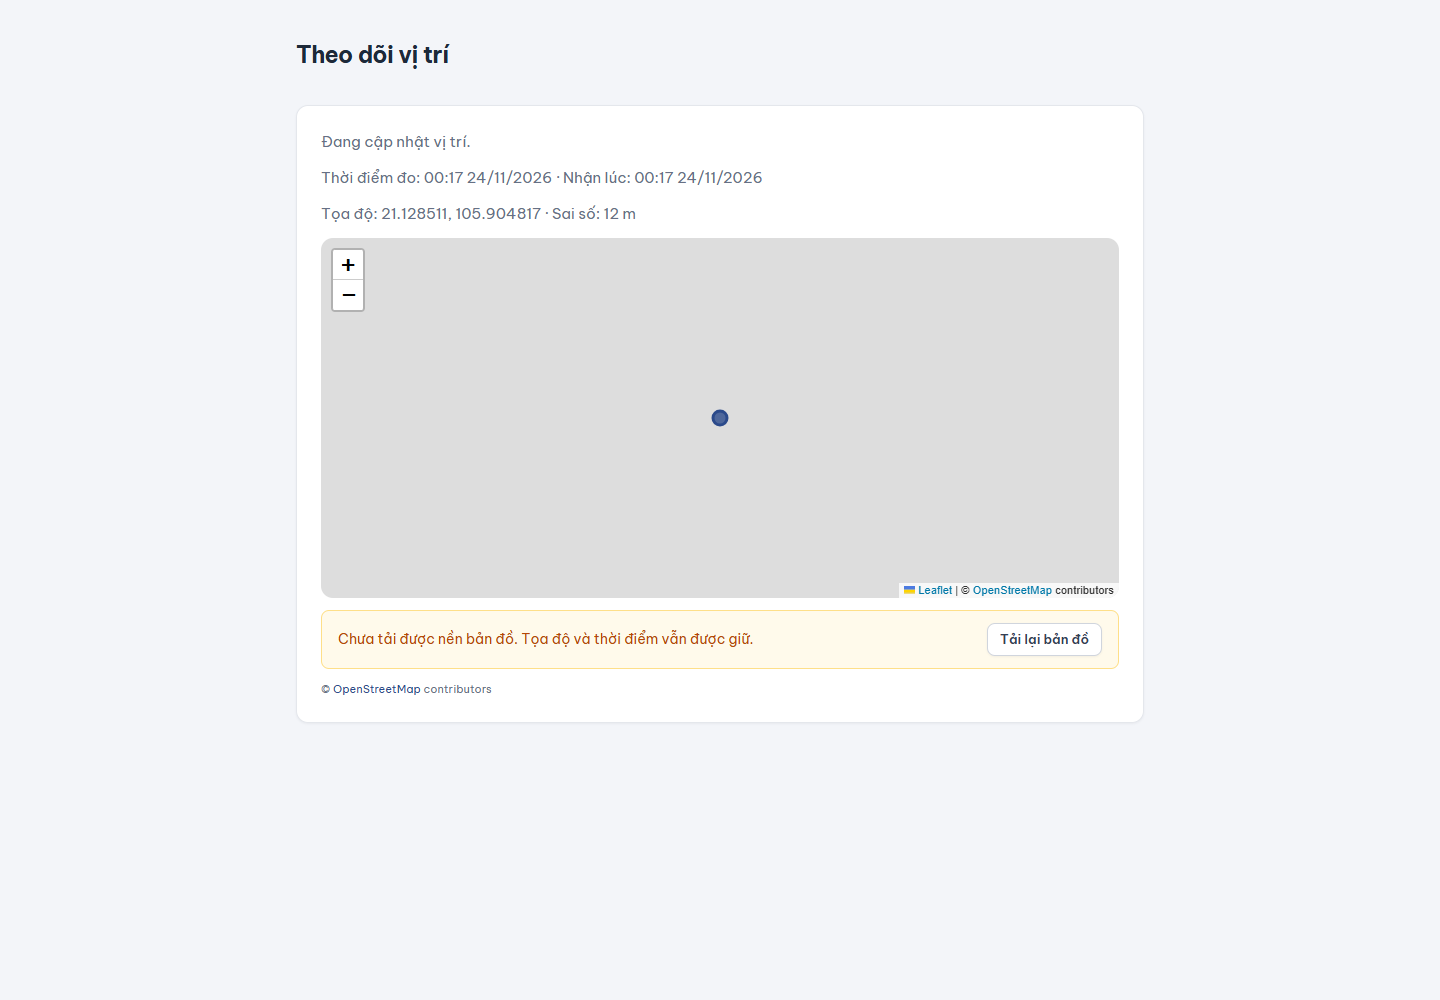 Theo dõi vị trí
Đang cập nhật vị trí.
Thời điểm đo: 00:17 24/11/2026 · Nhận lúc: 00:17 24/11/2026
Tọa độ: 21.128511, 105.904817 · Sai số: 12 m
+
−
Leaflet | © OpenStreetMap contributors
Chưa tải được nền bản đồ. Tọa độ và thời điểm vẫn được giữ.
Tải lại bản đồ
© OpenStreetMap contributors